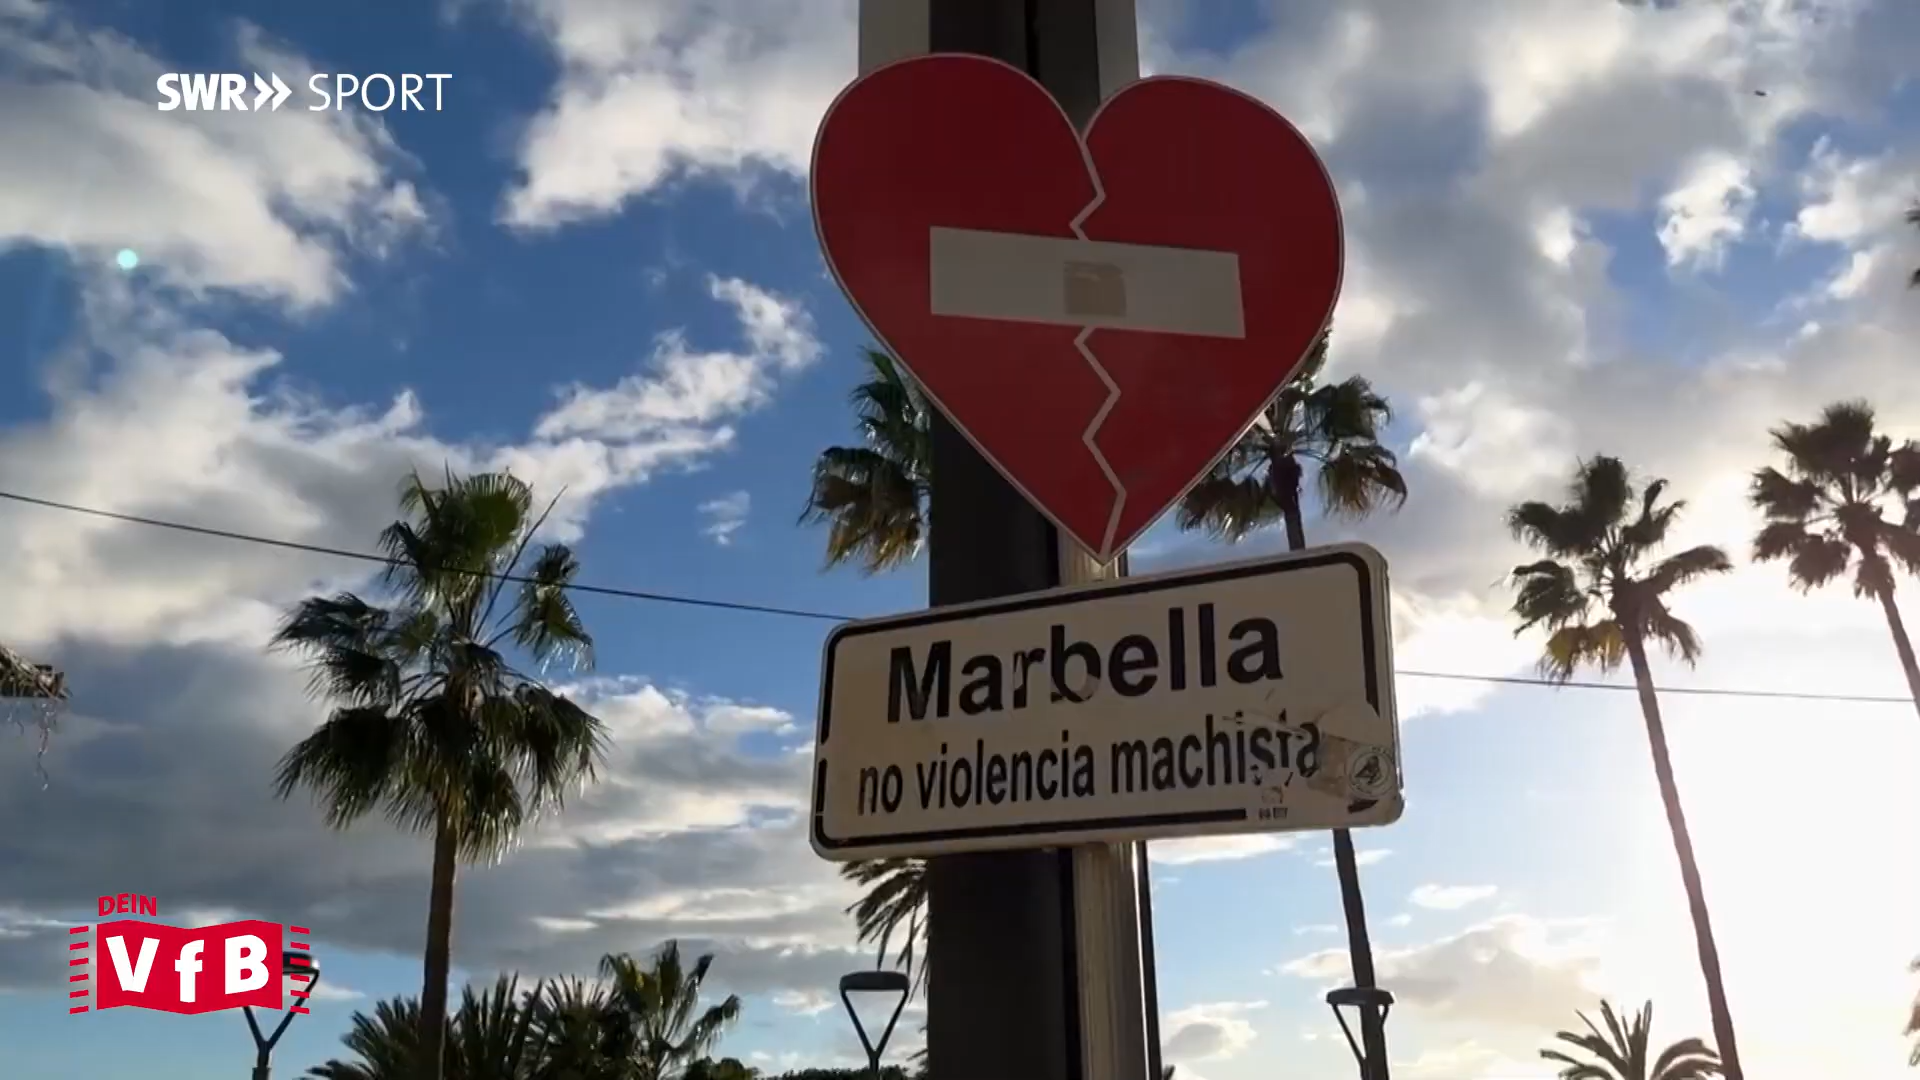 SWR» SPORT
Marbella
no violencia machista
DEIN
VfB